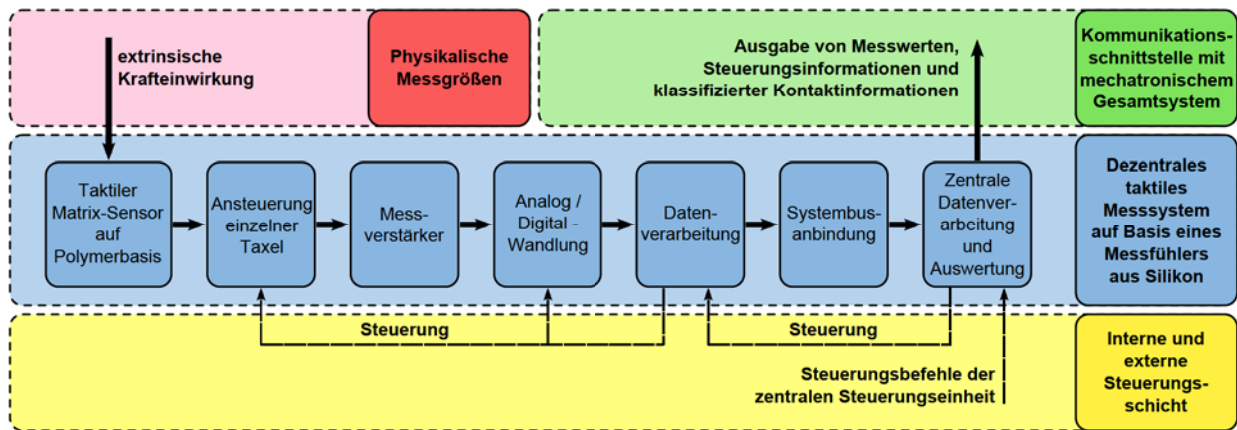 extrinsische
Krafteinwirkung
Physikalische
Messgrößen
Ausgabe von Messwerten,
Steuerungsinformationen und
klassifizierter Kontaktinformationen
Kommunikations-
schnittstelle mit
mechatronischem
Gesamtsystem
Taktiler
Matrix-Sensor
auf
Polymerbasis
Ansteuerung
einzelner
Taxel
Mess-
verstärker
Analog /
Digital -
Wandlung
Daten-
verarbeitung
Systembus-
anbindung
Zentrale
Datenver-
arbeitung
und
Auswertung
Dezentrales
taktiles
Messsystem
auf Basis eines
Messfühlers
aus Silikon
Steuerung
Steuerung
Steuerungsbefehle der
zentralen Steuerungseinheit
Interne und
externe
Steuerungs-
schicht